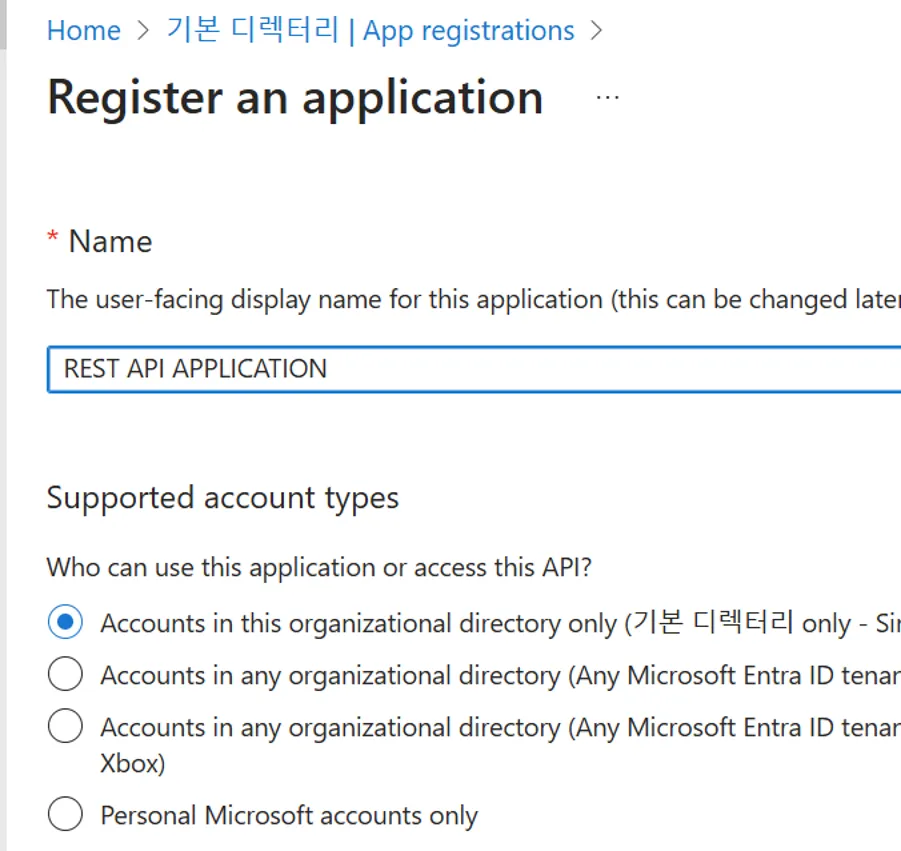 Home > 기본 디렉터리 | App registrations >
Register an application ...
* Name
The user-facing display name for this application (this can be changed later
REST API APPLICATION
Supported account types
Who can use this application or access this API?
Accounts in this organizational directory only (기본 디렉터리 only -
Accounts in any organizational directory (Any Microsoft Entra ID
Accounts in any organizational directory (Any Microsoft Entra ID
Xbox)
Personal Microsoft accounts only